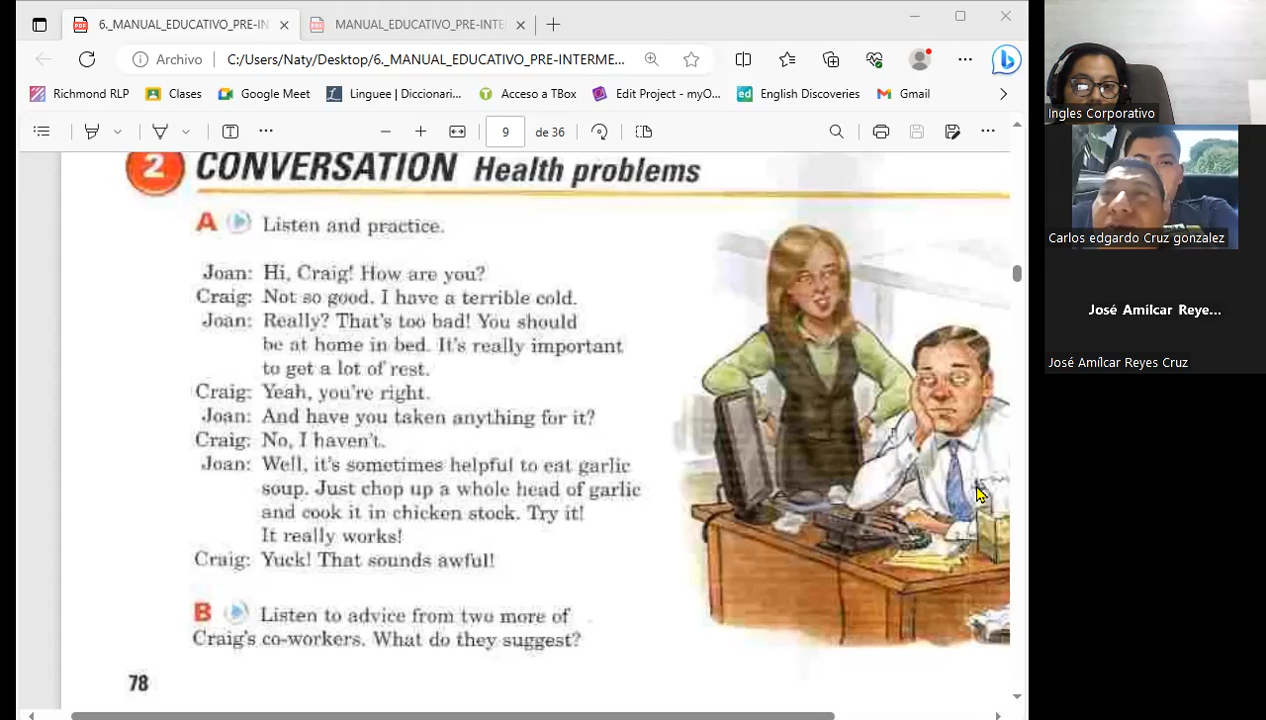 6._MANUAL_EDUCATIVO_PRE-IN
MANUAL_EDUCATIVO_PRE-INTE
Archivo
C:/Users/Naty/Desktop/6._MANUAL_EDUCATIVO_PRE-INTERME...
Richmond RLP
Clases
Google Meet
Lingues | Diccionari...
Acceso a TBox
Edit Project - myO...
English Discoveries
Gmail
9 de 36
2 CONVERSATION Health problems
A Listen and practice.
Joan: Hi, Craig! How are you?
Craig: Not so good. I have a terrible cold.
Joan: Really? That's too bad! You should
be at home in bed. It's really important
to get a lot of rest.
Craig: Yeah, you're right.
Joan: And have you taken anything for it?
Craig: No, I haven't.
Joan: Well, it's sometimes helpful to eat garlic
soup. Just chop up a whole head of garlic
and cook it in chicken stock. Try it!
It really works!
Craig: Yuck! That sounds awful!
B Listen to advice from two more of
Craig's co-workers. What do they suggest?
78
Ingles Corporativo
Carlos edgardo Cruz gonzalez
José Amílcar Reye...
José Amílcar Reyes Cruz